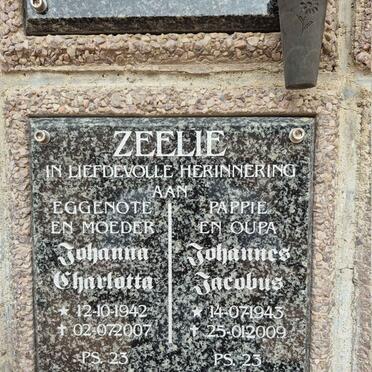 ZEELIE
IN LIEFDEVOLLE HERINNERING
AAN
EGGENOTE
EN MOEDER
Johanna
Charlotta
★ 12-10-1942
✝ 02-07-2007
PS. 23
PAPPIE
EN OUPA
Johannes
Jacobus
★ 14-07-1943
✝ 25-01-2009
PS. 23